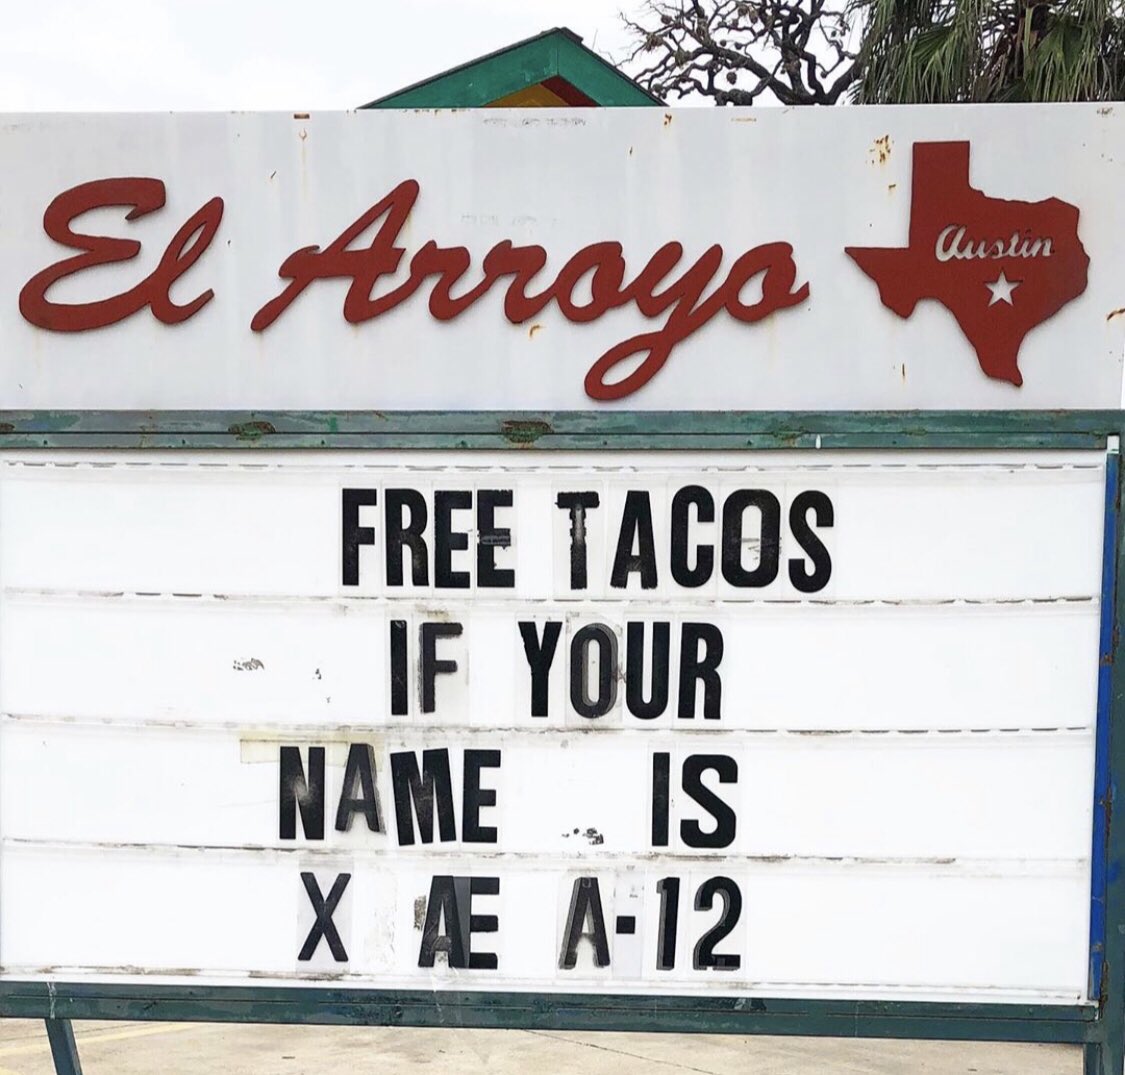 El Arroyo
Austin
FREE TACOS
IF YOUR
NAME IS
X Æ A-12